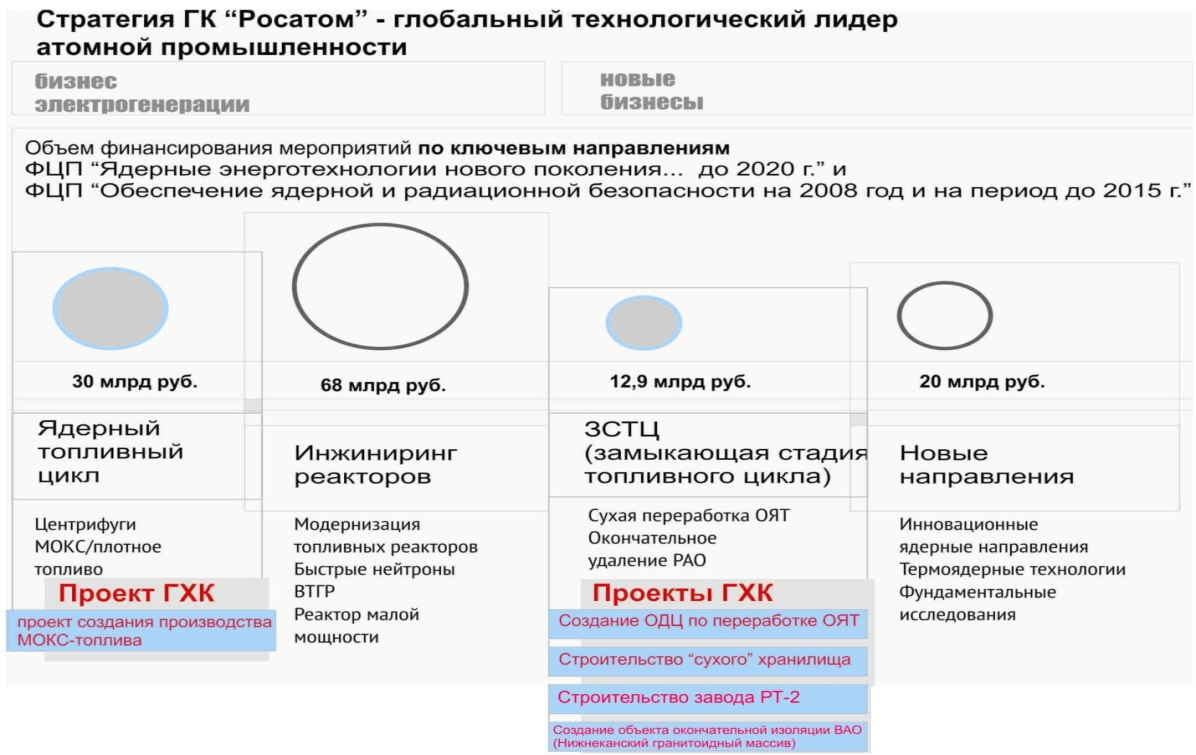 Стратегия ГК “Росатом” - глобальный технологический лидер
атомной промышленности
бизнес
электрогенерации
новые
бизнесы
Объем финансирования мероприятий по ключевым направлениям
ФЦП “Ядерные энерготехнологии нового поколения... до 2020 г.” и
ФЦП “Обеспечение ядерной и радиационной безопасности на 2008 год и на период до 2015 г.”
30 млрд руб.
Ядерный
топливный
цикл
Центрифуги
МОКС/плотное
топливо
Проект ГХК
проект создания производства
МОКС-топлива
68 млрд руб.
Инжиниринг
реакторов
Модернизация
топливных реакторов
Быстрые нейтроны
ВТГР
Реактор малой
мощности
12,9 млрд руб.
ЗСТЦ
(замыкающая стадия
топливного цикла)
Сухая переработка ОЯТ
Окончательное
удаление РАО
Проекты ГХК
Создание ОДЦ по переработке ОЯТ
Строительство “сухого” хранилища
Строительство завода РТ-2
Создание объекта окончательной изоляции ВАО
(Нижнеканский гранитоидный массив)
20 млрд руб.
Новые
направления
Инновационные
ядерные направления
Термоядерные технологии
Фундаментальные
исследования